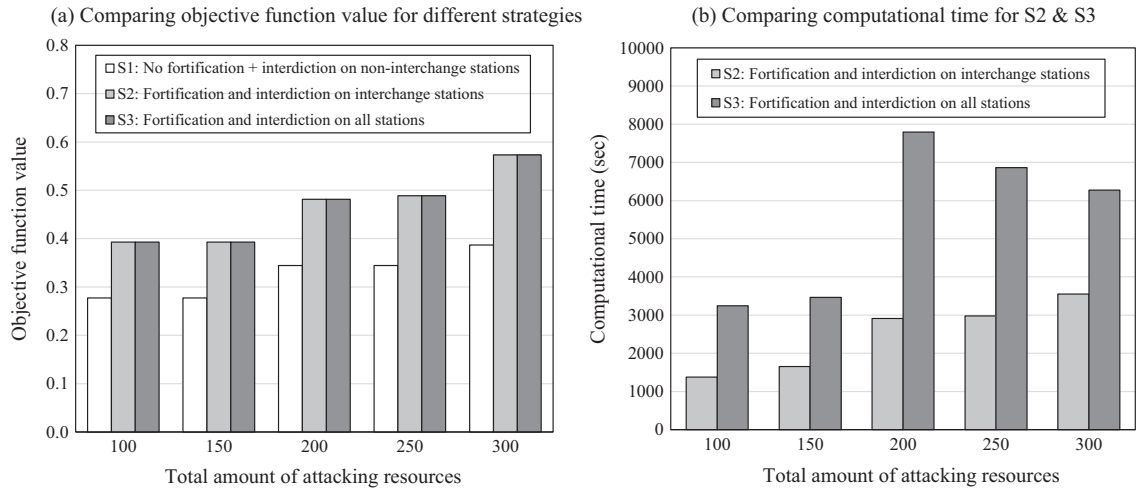 (a) Comparing objective function value for different strategies
0.8
0.7
0.6
0.5
0.4
0.3
0.2
0.1
0.0
Objective function value
S1: No fortification + interdiction on non-interchange stations
S2: Fortification and interdiction on interchange stations
S3: Fortification and interdiction on all stations
100 150 200 250 300
Total amount of attacking resources
(b) Comparing computational time for S2 & S3
10000
9000
8000
7000
6000
5000
4000
3000
2000
1000
0
Computational time (sec)
S2: Fortification and interdiction on interchange stations
S3: Fortification and interdiction on all stations
100 150 200 250 300
Total amount of attacking resources